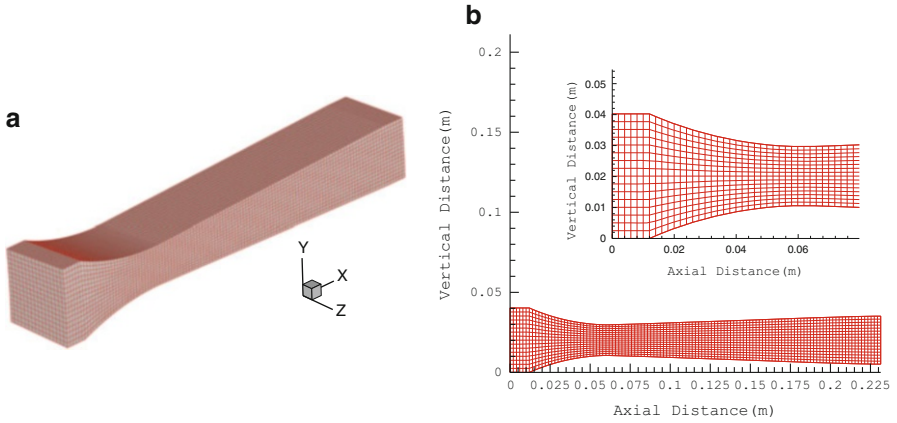 a
Y
X
Z
b
Vertical Distance(m)
0.2
0.15
0.1
0.05
0
0 0.025 0.05 0.075 0.1 0.125 0.15 0.175 0.2 0.225
Axial Distance(m)
Vertical Distance(m)
0.05
0.04
0.03
0.02
0.01
0
0 0.02 0.04 0.06
Axial Distance(m)